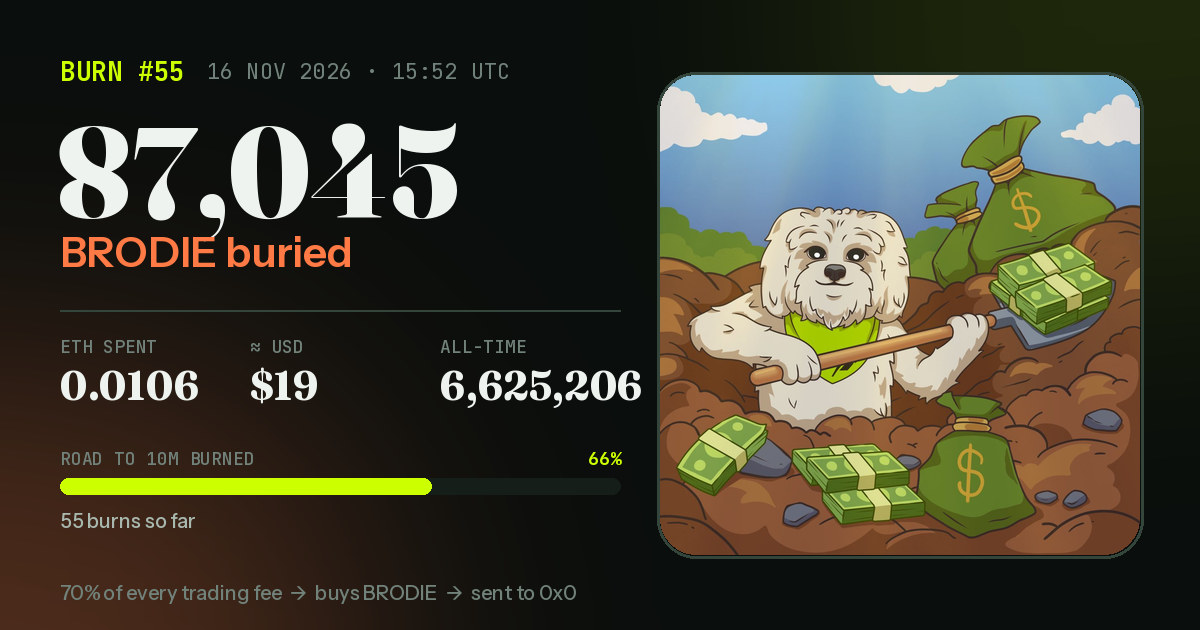 BURN #55 16 NOV 2026 · 15:52 UTC
87,045
BRODIE buried
ETH SPENT ≈ USD ALL-TIME
0.0106 $19 6,625,206
ROAD TO 10M BURNED 66%
55 burns so far
70% of every trading fee → buys BRODIE → sent to 0x0
$
$